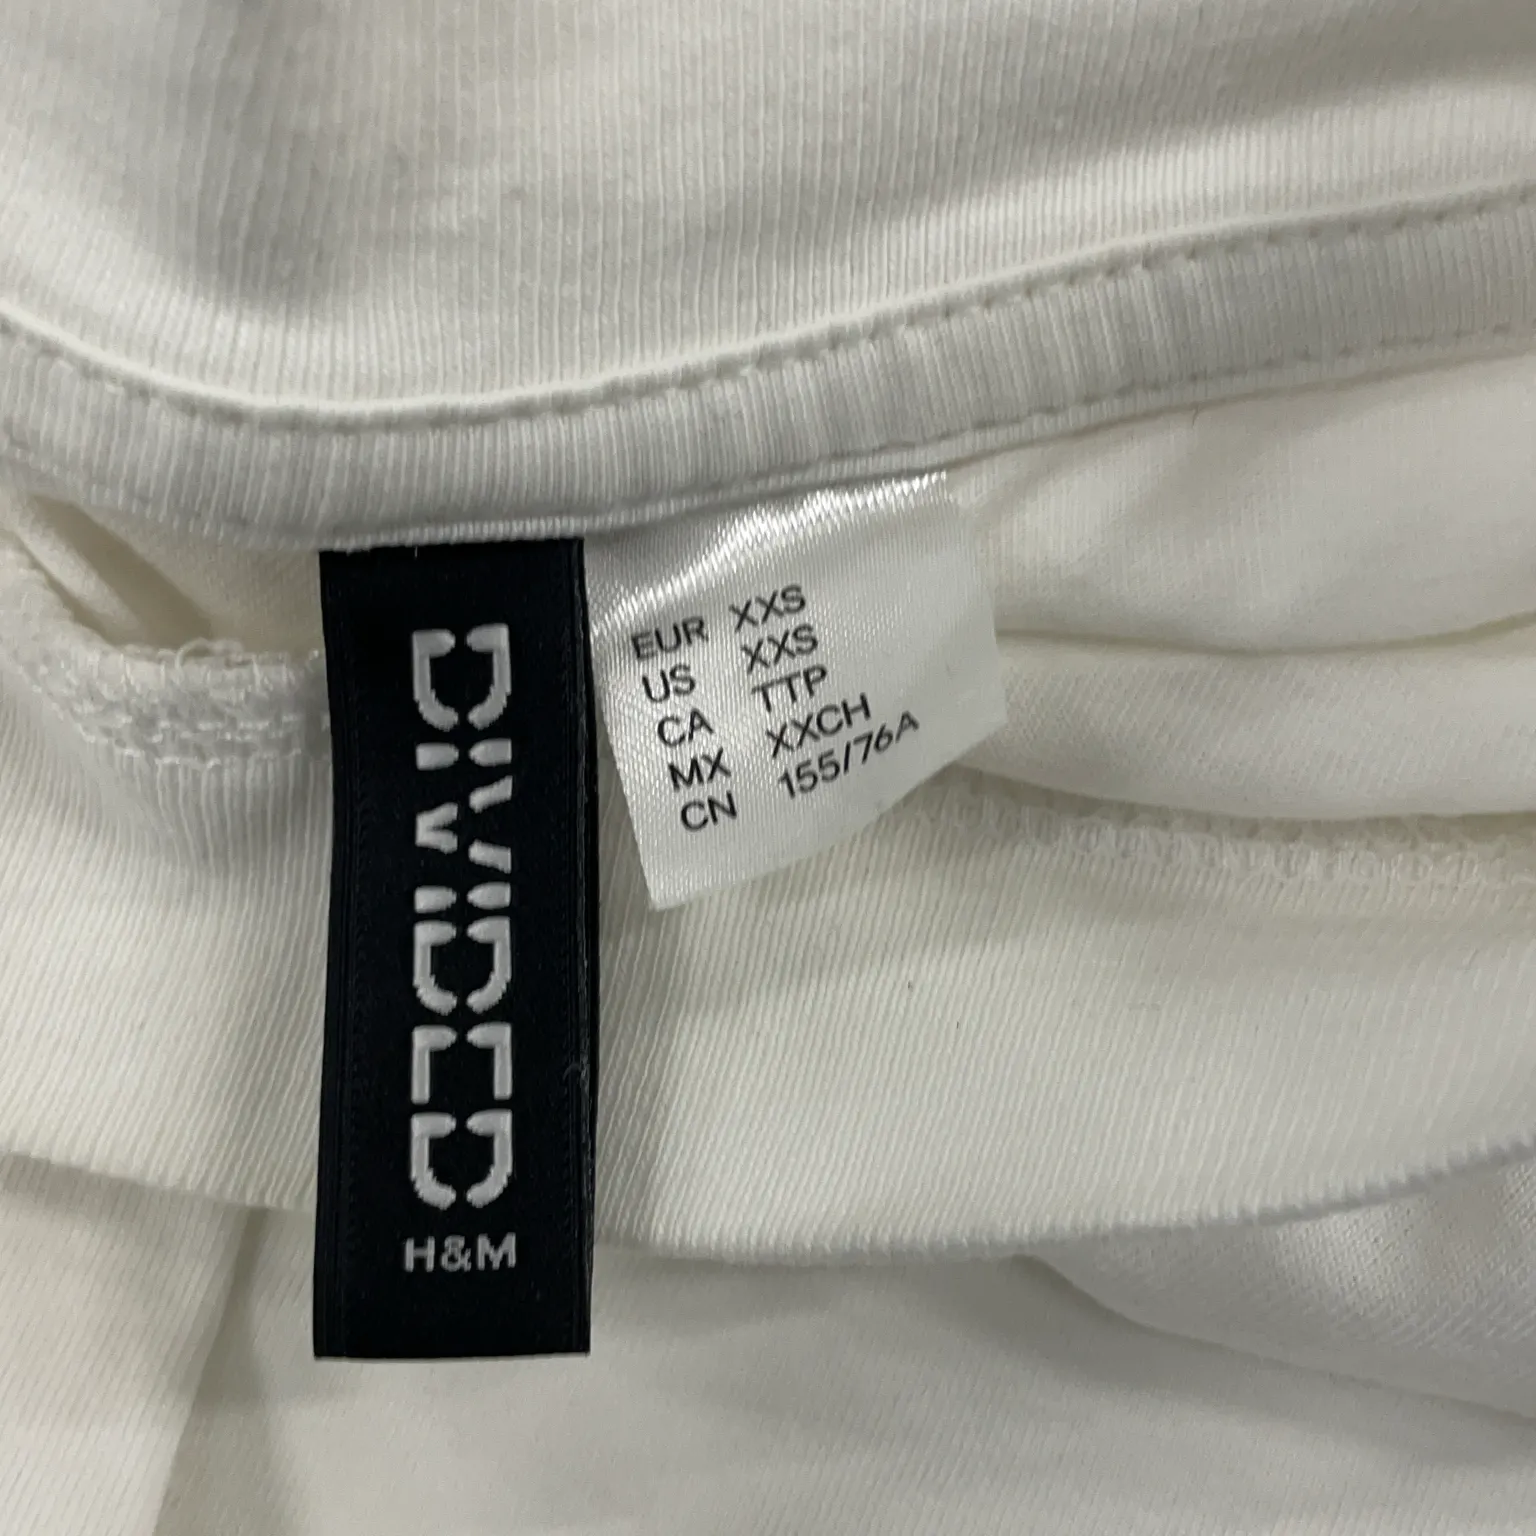 DIVIDED
H&M
EUR XXS
US XXS
CA TTP
MX XXCH
CN 155/76A